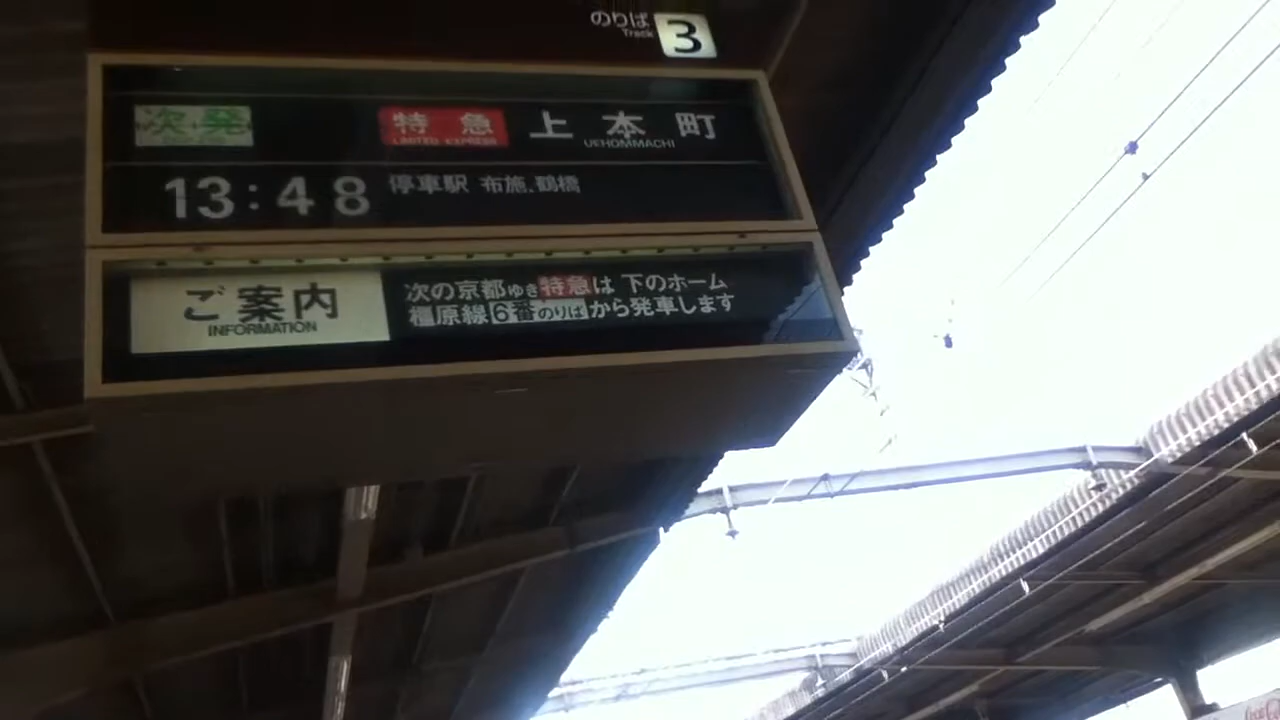 のりば 3
Track
次発 特急 上本町
LIMITED EXPRESS UEHOMMACHI
13:48 停車駅 布施.鶴橋
ご案内
INFORMATION
次の京都ゆき特急は 下のホーム
橿原線6番のりばから発車します